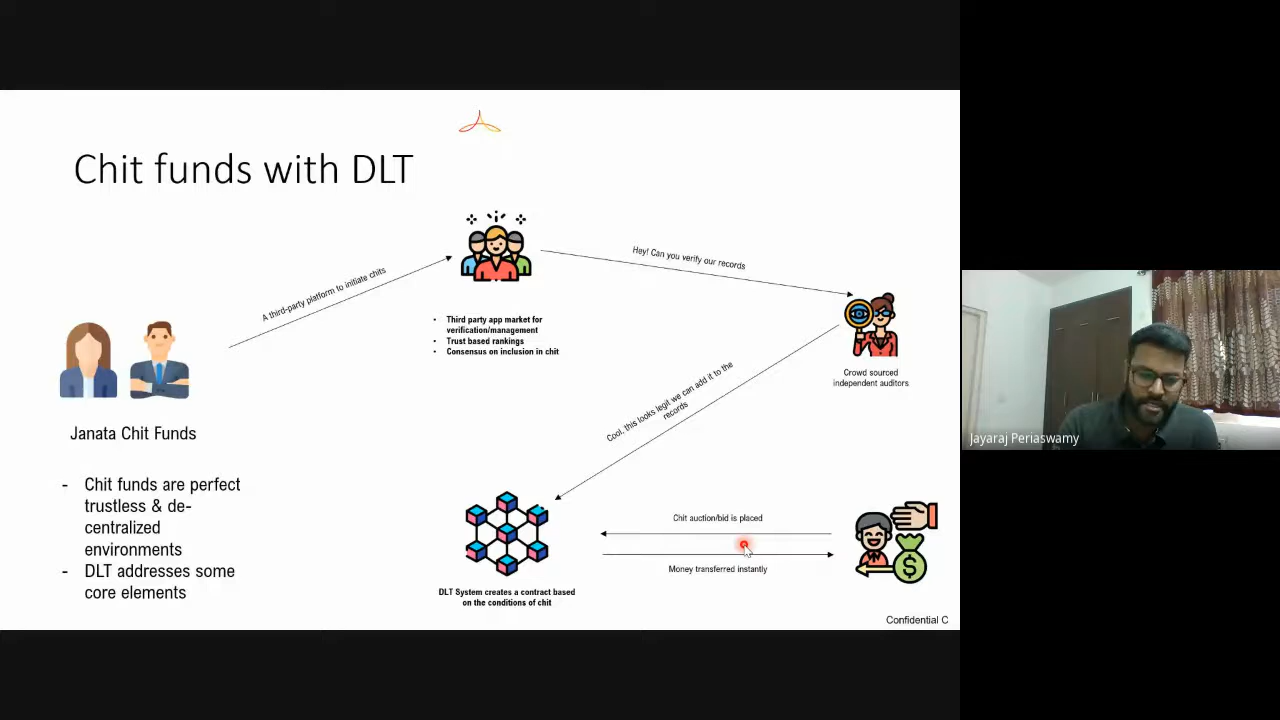 Chit funds with DLT
A third-party platform to initiate chits
Hey! Can you verify our records
• Third party app market for
verification/management
• Trust based rankings
• Consensus on inclusion in chit
Crowd sourced
independent auditors
Cool, this looks legit we can add it to the
records
Janata Chit Funds
- Chit funds are perfect
trustless & de-
centralized
environments
- DLT addresses some
core elements
Chit auction/bid is placed
Money transferred instantly
DLT System creates a contract based
on the conditions of chit
Confidential C
Jayaraj Periaswamy